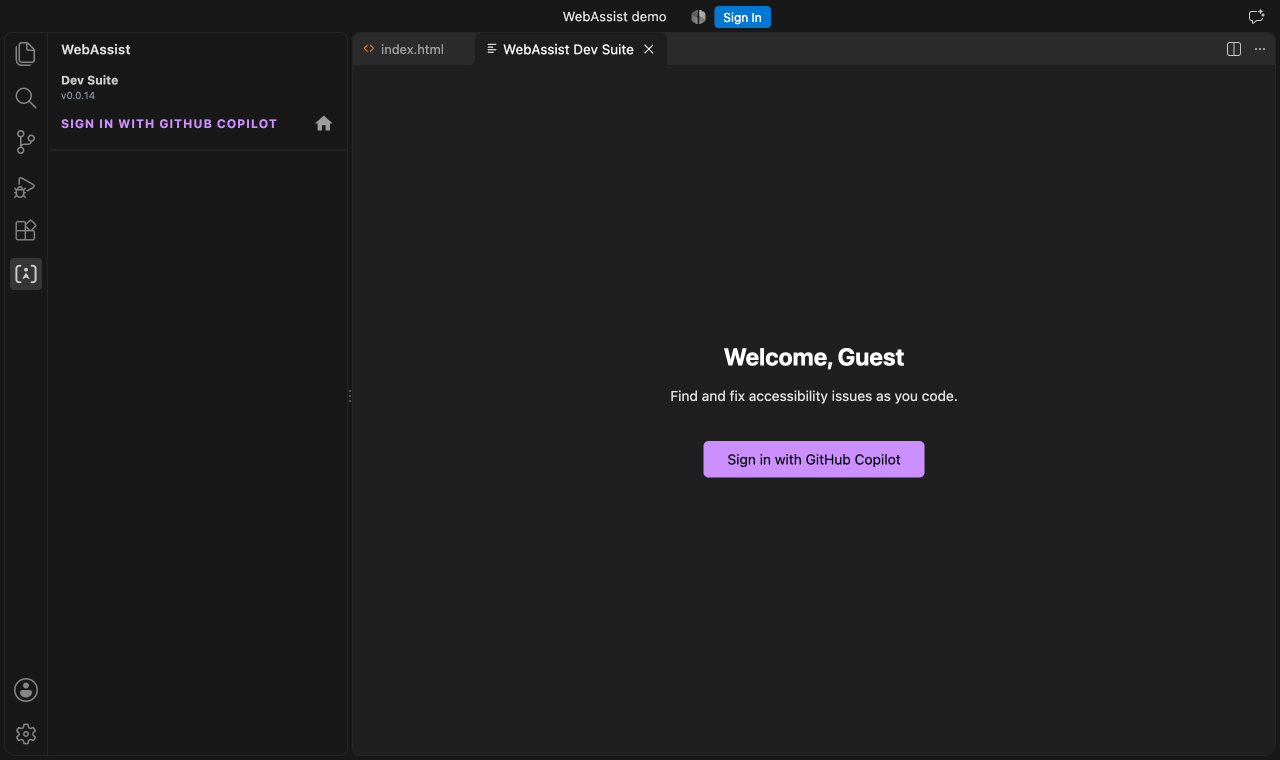 WebAssist demo
Sign In
WebAssist
index.html
WebAssist Dev Suite
Dev Suite
v0.0.14
SIGN IN WITH GITHUB COPILOT
Welcome, Guest
Find and fix accessibility issues as you code.
Sign in with GitHub Copilot